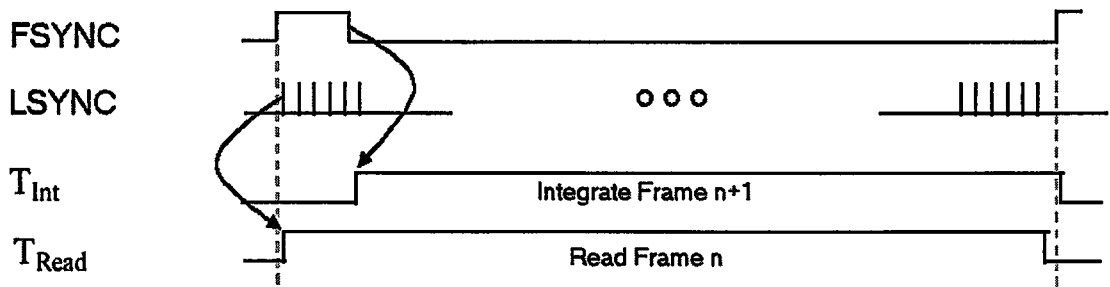 FSYNC
LSYNC
T_Int
Integrate Frame n+1
T_Read
Read Frame n